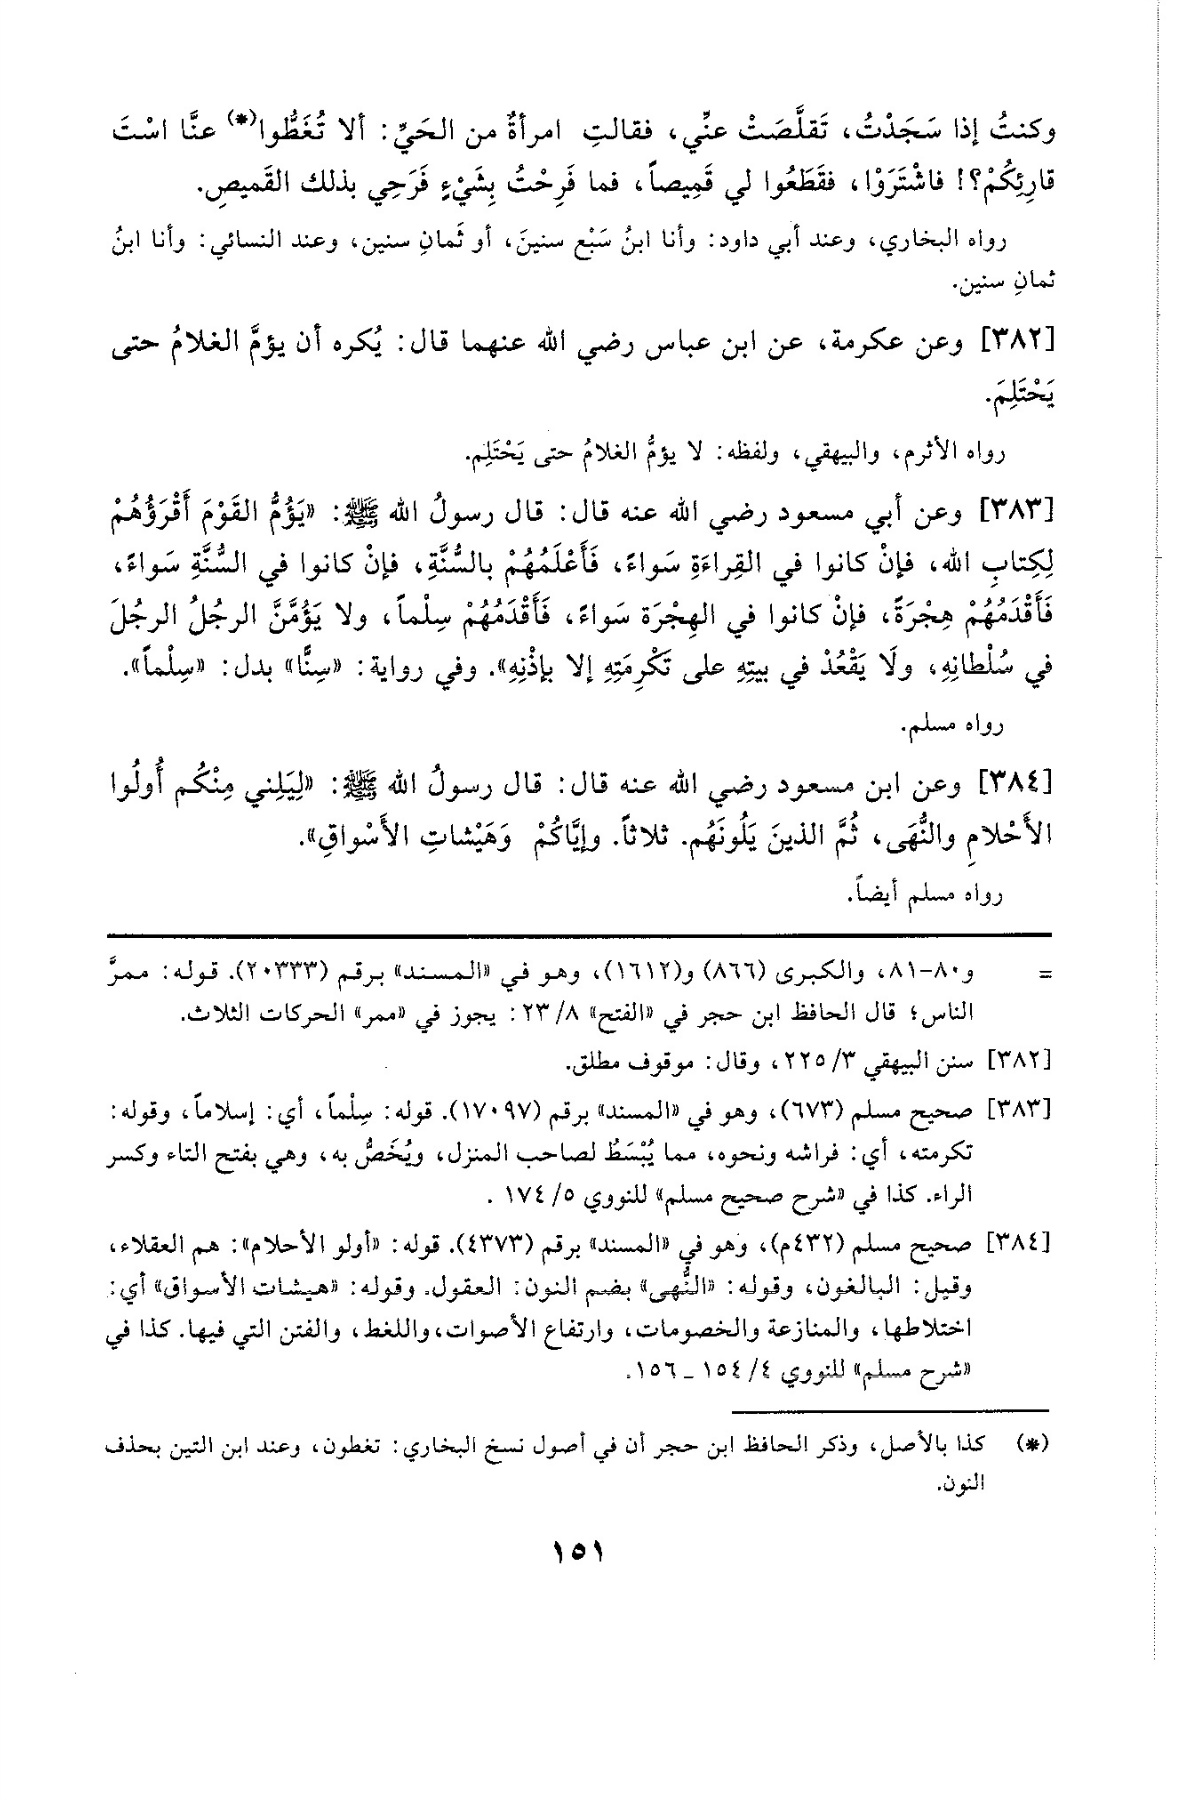 وكنتُ إذا سَجَدْتُ، تَقلَّصَتْ عنِّي، فقالتِ امرأةٌ من الحَيِّ: ألا تُغَطُّوا(*) عنَّا اسْتَ
قارِئِكُمْ؟! فاشْتَرَوْا، فقَطَعُوا لي قَمِيصاً، فما فَرِحْتُ بِشَيْءٍ فَرَحِي بذلك القَميصِ.
رواه البخاري، وعند أبي داود: وأنا ابنُ سَبْع سنينَ، أو ثَمانِ سنين، وعند النسائي: وأنا ابنُ
ثمانِ سنين.
[٣٨٢] وعن عكرمة، عن ابن عباس رضي الله عنهما قال: يُكره أن يؤمَّ الغلامُ حتى
يَحْتَلِمَ.
رواه الأثرم، والبيهقي، ولفظه: لا يؤمُّ الغلامُ حتى يَحْتَلِم.
[٣٨٣] وعن أبي مسعود رضي الله عنه قال: قال رسولُ الله ﷺ: «يَؤُمُّ القَوْمَ أَقْرَؤُهُمْ
لِكِتابِ الله، فإنْ كانوا في القِراءَةِ سَواءً، فَأَعْلَمُهُمْ بالسُّنَّةِ، فإنْ كانوا في السُّنَّةِ سَواءً،
فَأَقْدَمُهُمْ هِجْرَةً، فإنْ كانوا في الهِجْرَة سَواءً، فَأَقْدَمُهُمْ سِلْماً، ولا يَؤُمَّنَّ الرجُلُ الرجُلَ
في سُلْطانِهِ، ولَا يَقْعُدْ في بيتِهِ على تَكْرِمَتِهِ إلا بإذْنِهِ». وفي رواية: «سِنًّا» بدل: «سِلْماً».
رواه مسلم.
[٣٨٤] وعن ابن مسعود رضي الله عنه قال: قال رسولُ الله ﷺ: «لِيَلِني مِنْكُم أُولُوا
الأَحْلامِ والنُّهَى، ثُمَّ الذينَ يَلُونَهُم. ثلاثاً. وإيَّاكُمْ وَهَيْشاتِ الأَسْواقِ».
رواه مسلم أيضاً.
= و٨٠-٨١، والكبرى (٨٦٦) و(١٦١٢)، وهو في «المسند» برقم (٢٠٣٣٣). قوله: ممرَّ
الناس؛ قال الحافظ ابن حجر في «الفتح» ٢٣/٨: يجوز في «ممر» الحركات الثلاث.
[٣٨٢] سنن البيهقي ٢٢٥/٣، وقال: موقوف مطلق.
[٣٨٣] صحيح مسلم (٦٧٣)، وهو في «المسند» برقم (١٧٠٩٧). قوله: سِلْماً، أي: إسلاماً، وقوله:
تكرمته، أي: فراشه ونحوه، مما يُبْسَطُ لصاحب المنزل، ويُخَصُّ به، وهي بفتح التاء وكسر
الراء. كذا في «شرح صحيح مسلم» للنووي ١٧٤/٥.
[٣٨٤] صحيح مسلم (٤٣٢م)، وهو في «المسند» برقم (٤٣٧٣). قوله: «أولو الأحلام»: هم العقلاء،
وقيل: البالغون، وقوله: «النُّهى» بضم النون: العقول. وقوله: «هيشات الأسواق» أي:
اختلاطها، والمنازعة والخصومات، وارتفاع الأصوات، واللغط، والفتن التي فيها. كذا في
«شرح مسلم» للنووي ١٥٤/٤ ـ ١٥٦.
(*) كذا بالأصل، وذكر الحافظ ابن حجر أن في أصول نسخ البخاري: تغطون، وعند ابن التين بحذف
النون.
١٥١